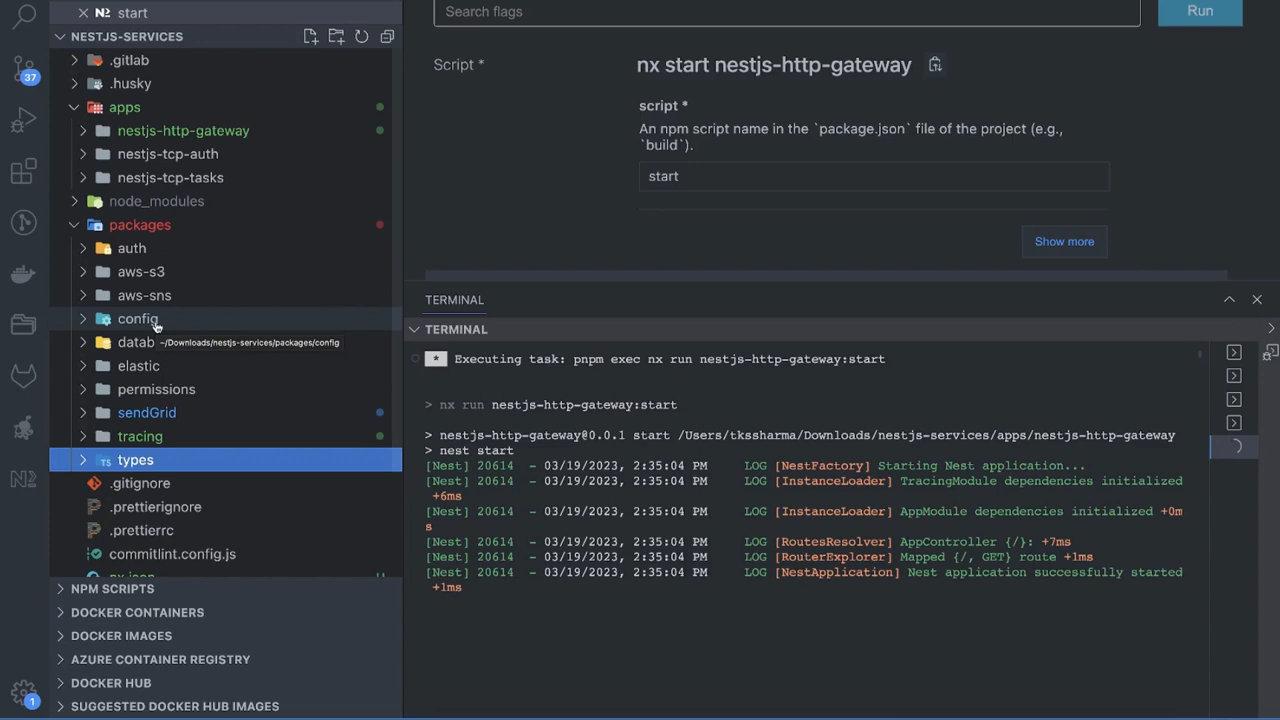 start
NESTJS-SERVICES
.gitlab
.husky
apps
nestjs-http-gateway
nestjs-tcp-auth
nestjs-tcp-tasks
node_modules
packages
auth
aws-s3
aws-sns
config
datab
~/Downloads/nestjs-services/packages/config
elastic
permissions
sendGrid
tracing
types
.gitignore
.prettierignore
.prettierrc
commitlint.config.js
nx.json
U
NPM SCRIPTS
DOCKER CONTAINERS
DOCKER IMAGES
AZURE CONTAINER REGISTRY
DOCKER HUB
SUGGESTED DOCKER HUB IMAGES
37
1
Search flags
Run
Script *
nx start nestjs-http-gateway
script *
An npm script name in the `package.json` file of the project (e.g.,
`build`).
start
Show more
TERMINAL
TERMINAL
* Executing task: pnpm exec nx run nestjs-http-gateway:start
> nx run nestjs-http-gateway:start
> nestjs-http-gateway@0.0.1 start /Users/tkssharma/Downloads/nestjs-services/apps/nestjs-http-gateway
> nest start
[Nest] 20614 - 03/19/2023, 2:35:04 PM LOG [NestFactory] Starting Nest application...
[Nest] 20614 - 03/19/2023, 2:35:04 PM LOG [InstanceLoader] TracingModule dependencies initialized
+6ms
[Nest] 20614 - 03/19/2023, 2:35:04 PM LOG [InstanceLoader] AppModule dependencies initialized +0m
s
[Nest] 20614 - 03/19/2023, 2:35:04 PM LOG [RoutesResolver] AppController {/}: +7ms
[Nest] 20614 - 03/19/2023, 2:35:04 PM LOG [RouterExplorer] Mapped {/, GET} route +1ms
[Nest] 20614 - 03/19/2023, 2:35:04 PM LOG [NestApplication] Nest application successfully started
+1ms